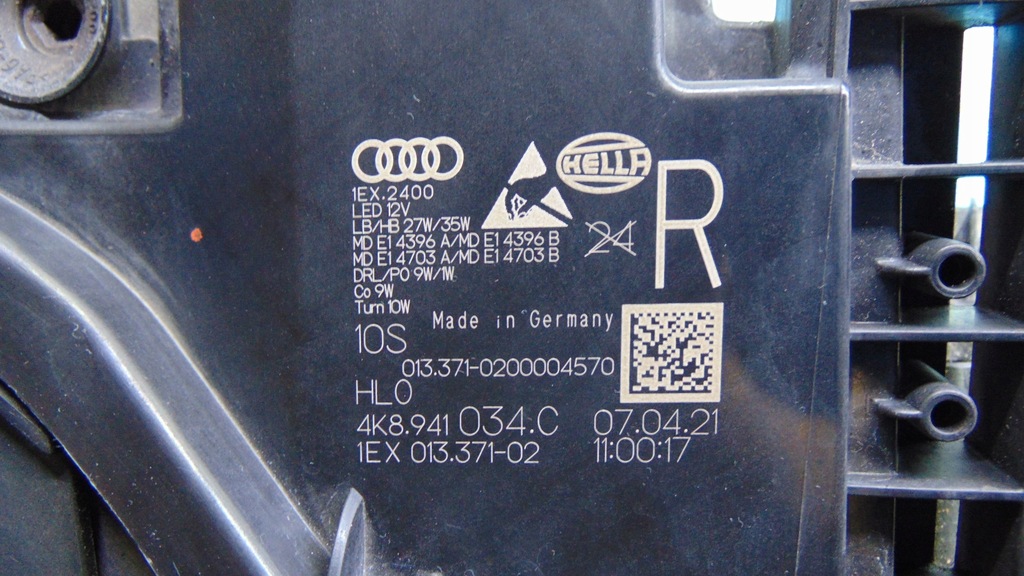 HELLA
R
1EX.2400
LED 12V
LB/HB 27W/35W
MD E1 4396 A/MD E1 4396 B
24
MD E1 4703 A/MD E1 4703 B
DRL/PO 9W/1W
Co 9W
Turn 10W
Made in Germany
10S
013.371-0200004570
HL0
4K8.941 034.C 07.04.21
1EX 013.371-02 11:00:17